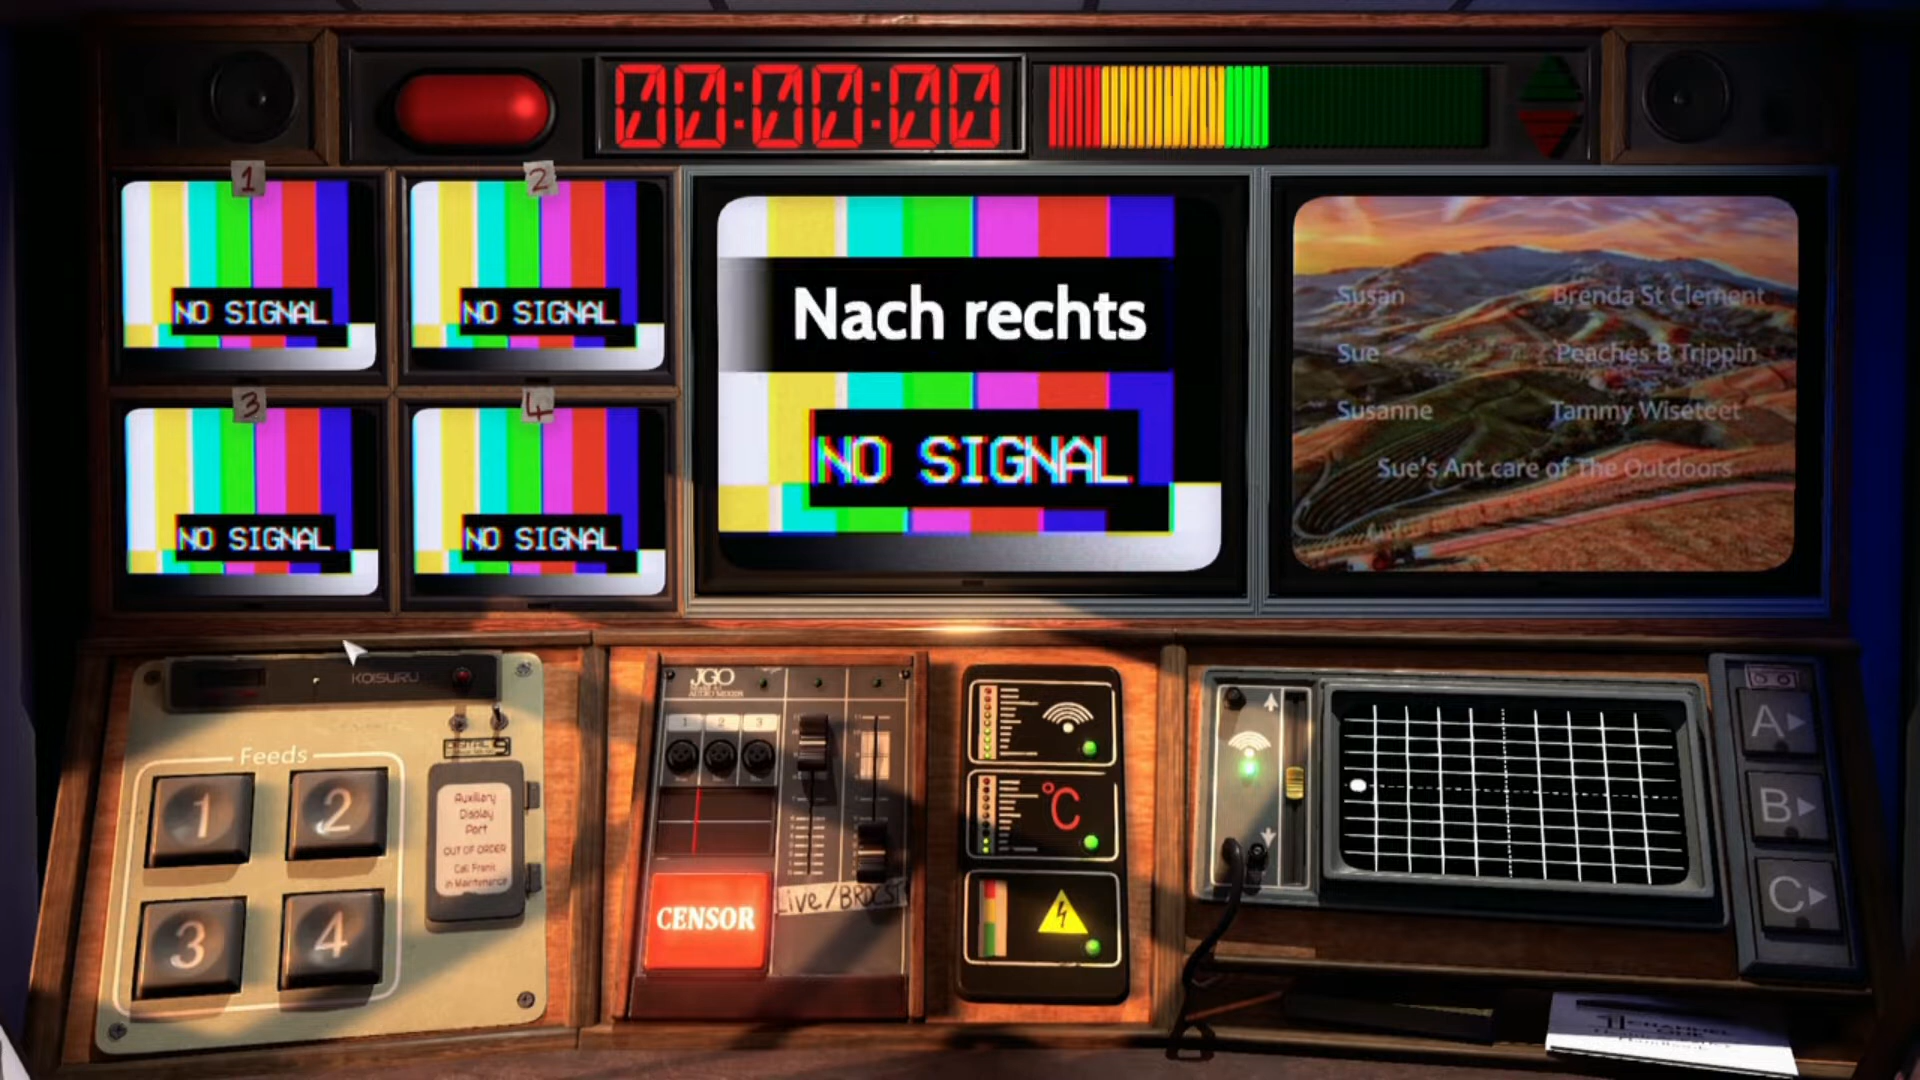 00:00:00
1
2
NO SIGNAL
NO SIGNAL
3
4
NO SIGNAL
NO SIGNAL
Nach rechts
NO SIGNAL
Susan Brenda St Clement
Sue Peaches B Trippin
Susanne Tammy Wiseteet
Sue's Ant care of The Outdoors
KOISURU
Feeds
1
2
3
4
Auxiliary
Display
Port
OUT OF ORDER
Call Frank
in Maintenance
JGO
AUDIO MIXER
1 2 3
CENSOR
Live/BRDCST
°C
A
B
C
CHANNEL